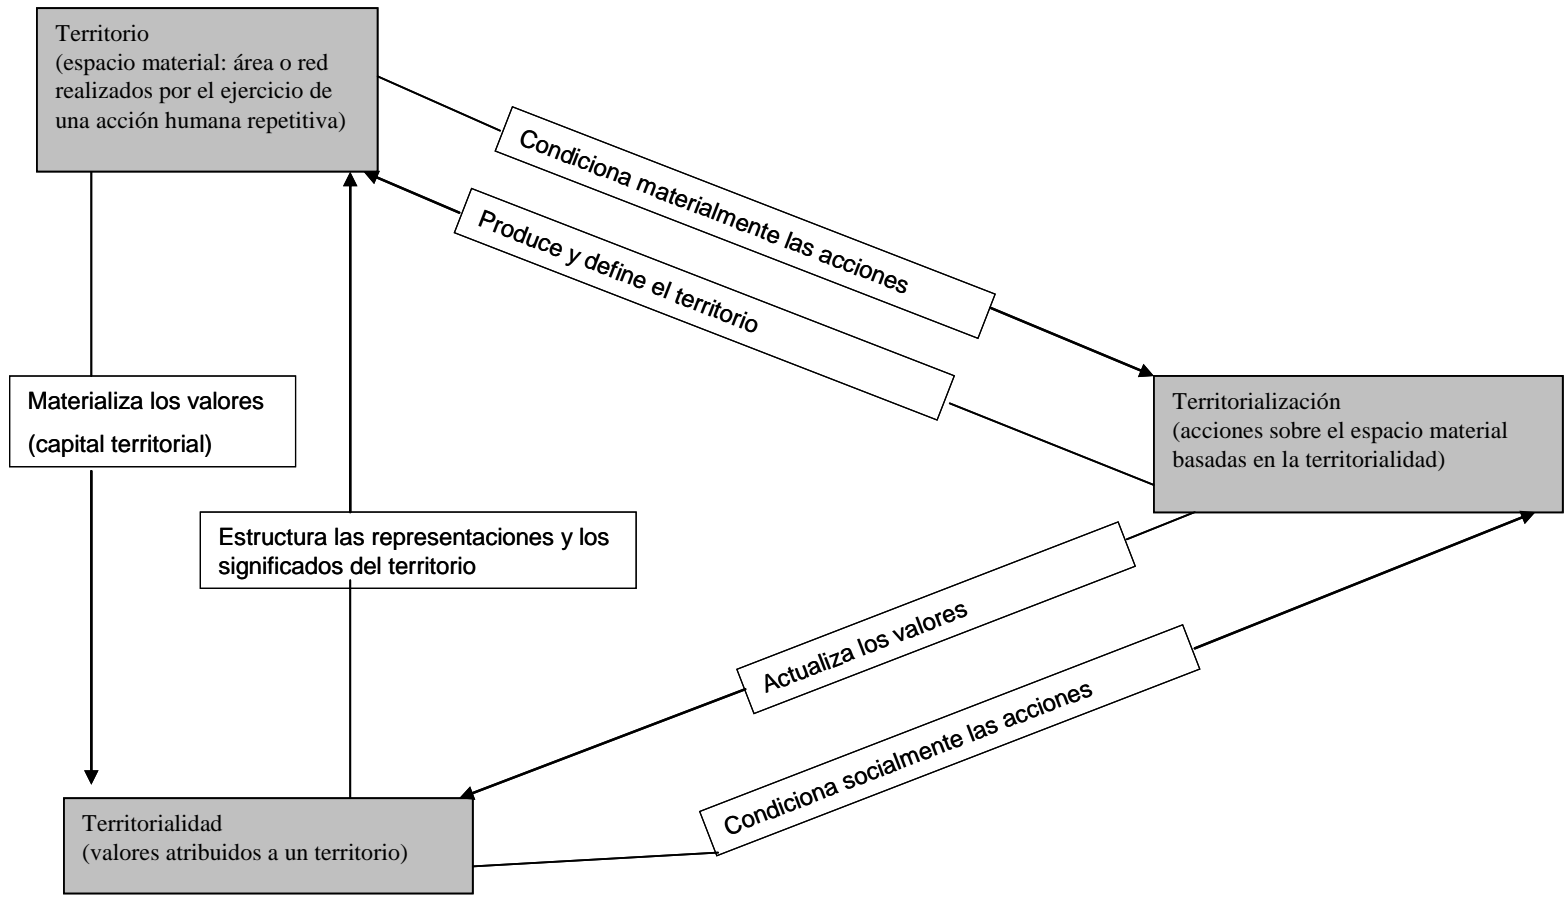 Territorio
(espacio material: área o red
realizados por el ejercicio de
una acción humana repetitiva)
Condiciona materialmente las acciones
Produce y define el territorio
Materializa los valores
(capital territorial)
Territorialización
(acciones sobre el espacio material
basadas en la territorialidad)
Estructura las representaciones y los
significados del territorio
Actualiza los valores
Condiciona socialmente las acciones
Territorialidad
(valores atribuidos a un territorio)